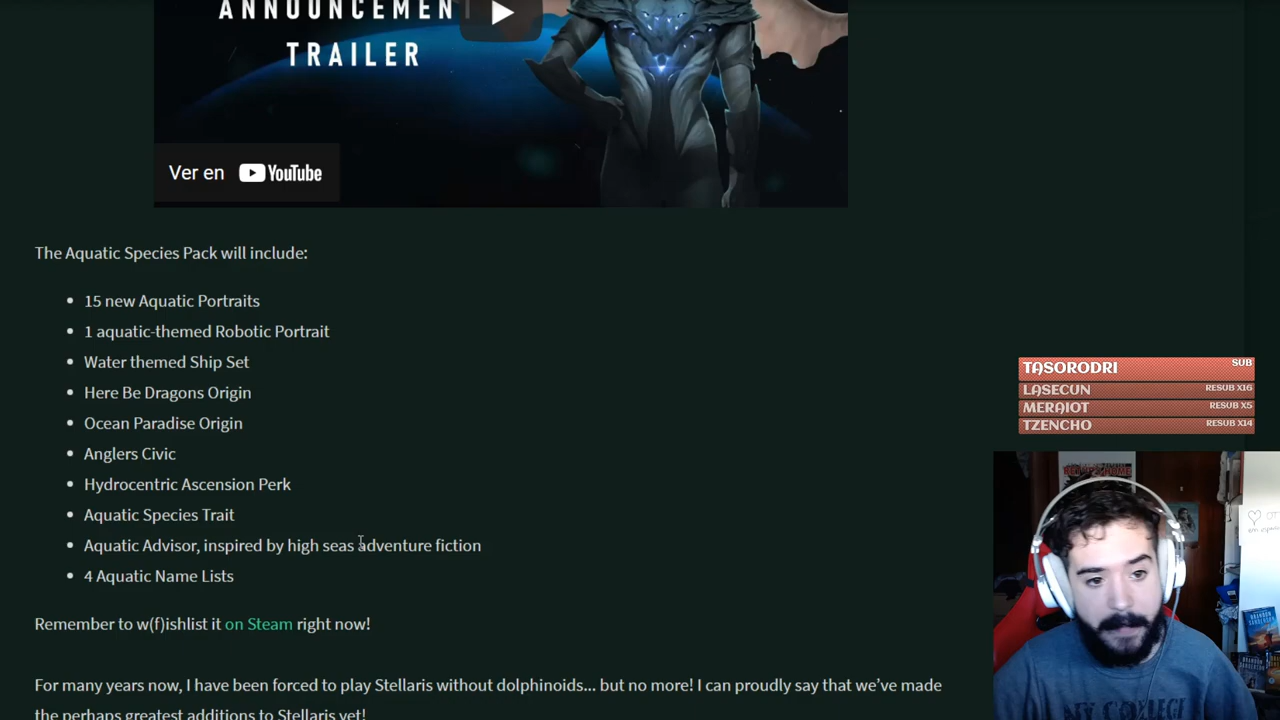 ANNOUNCEMENT
TRAILER
Ver en YouTube
The Aquatic Species Pack will include:
15 new Aquatic Portraits
1 aquatic-themed Robotic Portrait
Water themed Ship Set
Here Be Dragons Origin
Ocean Paradise Origin
Anglers Civic
Hydrocentric Ascension Perk
Aquatic Species Trait
Aquatic Advisor, inspired by high seas adventure fiction
4 Aquatic Name Lists
Remember to w(f)ishlist it on Steam right now!
For many years now, I have been forced to play Stellaris without dolphinoids... but no more! I can proudly say that we’ve made
the perhaps greatest additions to Stellaris yet!
TASORODRI SUB
LASECUN RESUB X16
MERAIOT RESUB X5
TZENCHO RESUB X14
BRANDON
SANDERSON